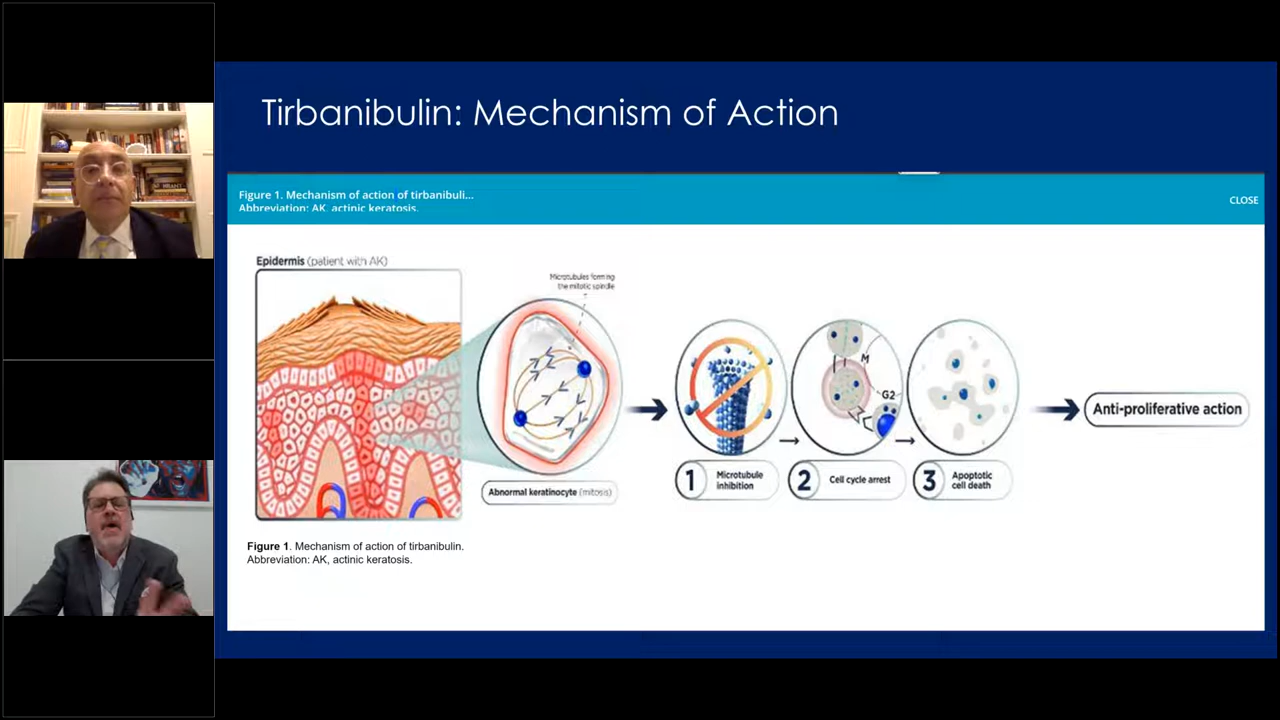 Tirbanibulin: Mechanism of Action
Figure 1. Mechanism of action of tirbanibuli...
Abbreviation: AK, actinic keratosis.
CLOSE
Epidermis (patient with AK)
Microtubules forming
the mitotic spindle
Abnormal keratinocyte (mitosis)
M
G2
1
Microtubule
inhibition
2
Cell cycle arrest
3
Apoptotic
cell death
Anti-proliferative action
Figure 1. Mechanism of action of tirbanibulin.
Abbreviation: AK, actinic keratosis.